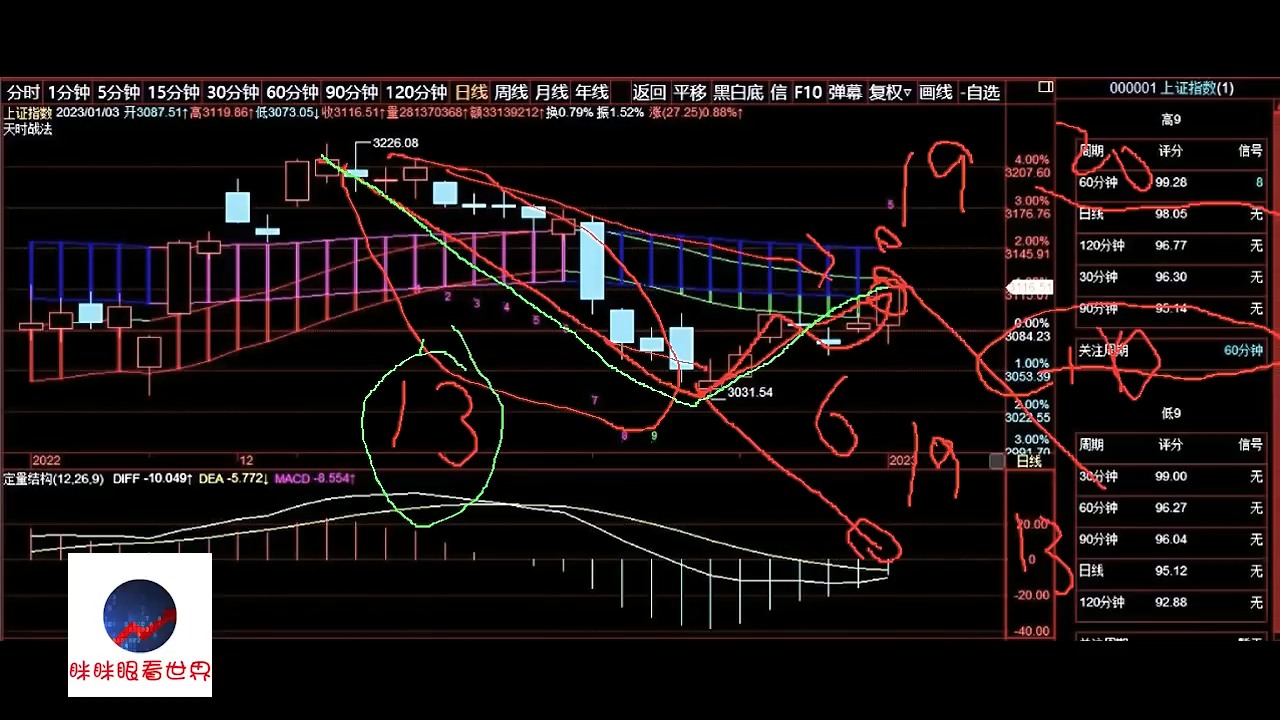 分时 1分钟 5分钟 15分钟 30分钟 60分钟 90分钟 120分钟 日线 周线 月线 年线 返回 平移 黑白底 信 F10 弹幕 复权▿ 画线 -自选
000001 上证指数(1)
上证指数 2023/01/03 开3087.51↑高3119.86↑低3073.05↓收3116.51↑量281370368↑额33139212↑换0.79% 振1.52% 涨(27.25)0.88%↑
天时战法
高9
周期 评分 信号
60分钟 99.28 8
日线 98.05 无
120分钟 96.77 无
30分钟 96.30 无
90分钟 95.14 无
关注周期 60分钟
低9
周期 评分 信号
30分钟 99.00 无
60分钟 96.27 无
90分钟 96.04 无
日线 95.12 无
120分钟 92.88 无
3226.08
3031.54
4.00%
3207.60
3.00%
3176.76
2.00%
3145.91
3116.51
0.00%
3084.23
1.00%
3053.39
2.00%
3022.55
3.00%
2 3 4 5
7 8 9
5
19
13
6
19
13
2022 12 2023 日线
定量结构(12,26,9) DIFF -10.049↑ DEA -5.772↓ MACD -8.554↑
20.00
0
-20.00
-40.00
眯眯眼看世界